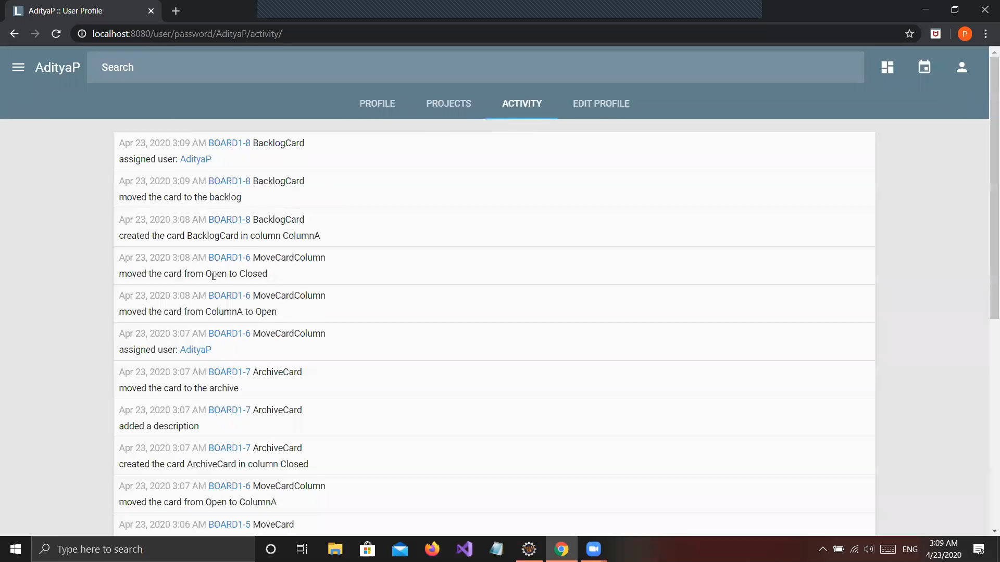 AdityaP :: User Profile
localhost:8080/user/password/AdityaP/activity/
P
AdityaP
Search
PROFILE
PROJECTS
ACTIVITY
EDIT PROFILE
Apr 23, 2020 3:09 AM BOARD1-8 BacklogCard
assigned user: AdityaP
Apr 23, 2020 3:09 AM BOARD1-8 BacklogCard
moved the card to the backlog
Apr 23, 2020 3:08 AM BOARD1-8 BacklogCard
created the card BacklogCard in column ColumnA
Apr 23, 2020 3:08 AM BOARD1-6 MoveCardColumn
moved the card from Open to Closed
Apr 23, 2020 3:08 AM BOARD1-6 MoveCardColumn
moved the card from ColumnA to Open
Apr 23, 2020 3:07 AM BOARD1-6 MoveCardColumn
assigned user: AdityaP
Apr 23, 2020 3:07 AM BOARD1-7 ArchiveCard
moved the card to the archive
Apr 23, 2020 3:07 AM BOARD1-7 ArchiveCard
added a description
Apr 23, 2020 3:07 AM BOARD1-7 ArchiveCard
created the card ArchiveCard in column Closed
Apr 23, 2020 3:07 AM BOARD1-6 MoveCardColumn
moved the card from Open to ColumnA
Apr 23, 2020 3:06 AM BOARD1-5 MoveCard
Type here to search
ENG
3:09 AM
4/23/2020